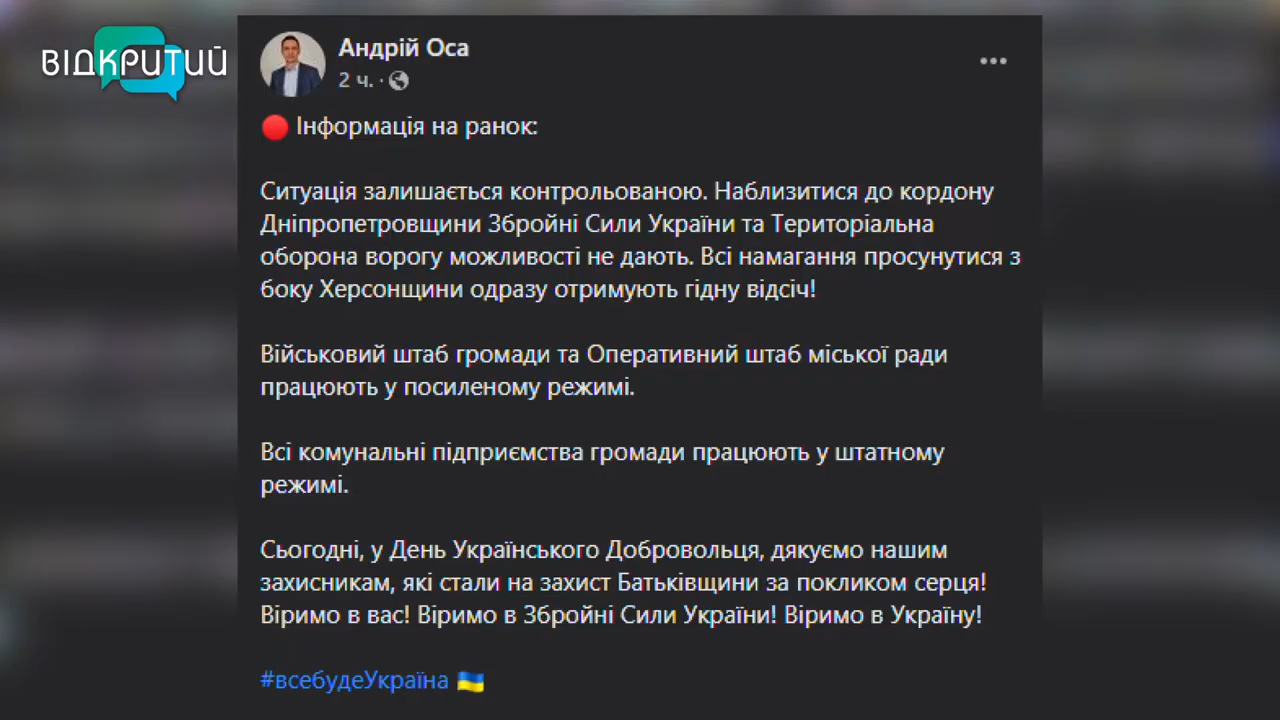 ВІДКРИТИЙ
Андрій Оса
2 ч. ·
Інформація на ранок:
Ситуація залишається контрольованою. Наблизитися до кордону
Дніпропетровщини Збройні Сили України та Територіальна
оборона ворогу можливості не дають. Всі намагання просунутися з
боку Херсонщини одразу отримують гідну відсіч!
Військовий штаб громади та Оперативний штаб міської ради
працюють у посиленому режимі.
Всі комунальні підприємства громади працюють у штатному
режимі.
Сьогодні, у День Українського Добровольця, дякуємо нашим
захисникам, які стали на захист Батьківщини за покликом серця!
Віримо в вас! Віримо в Збройні Сили України! Віримо в Україну!
#всебудеУкраїна 🇺🇦